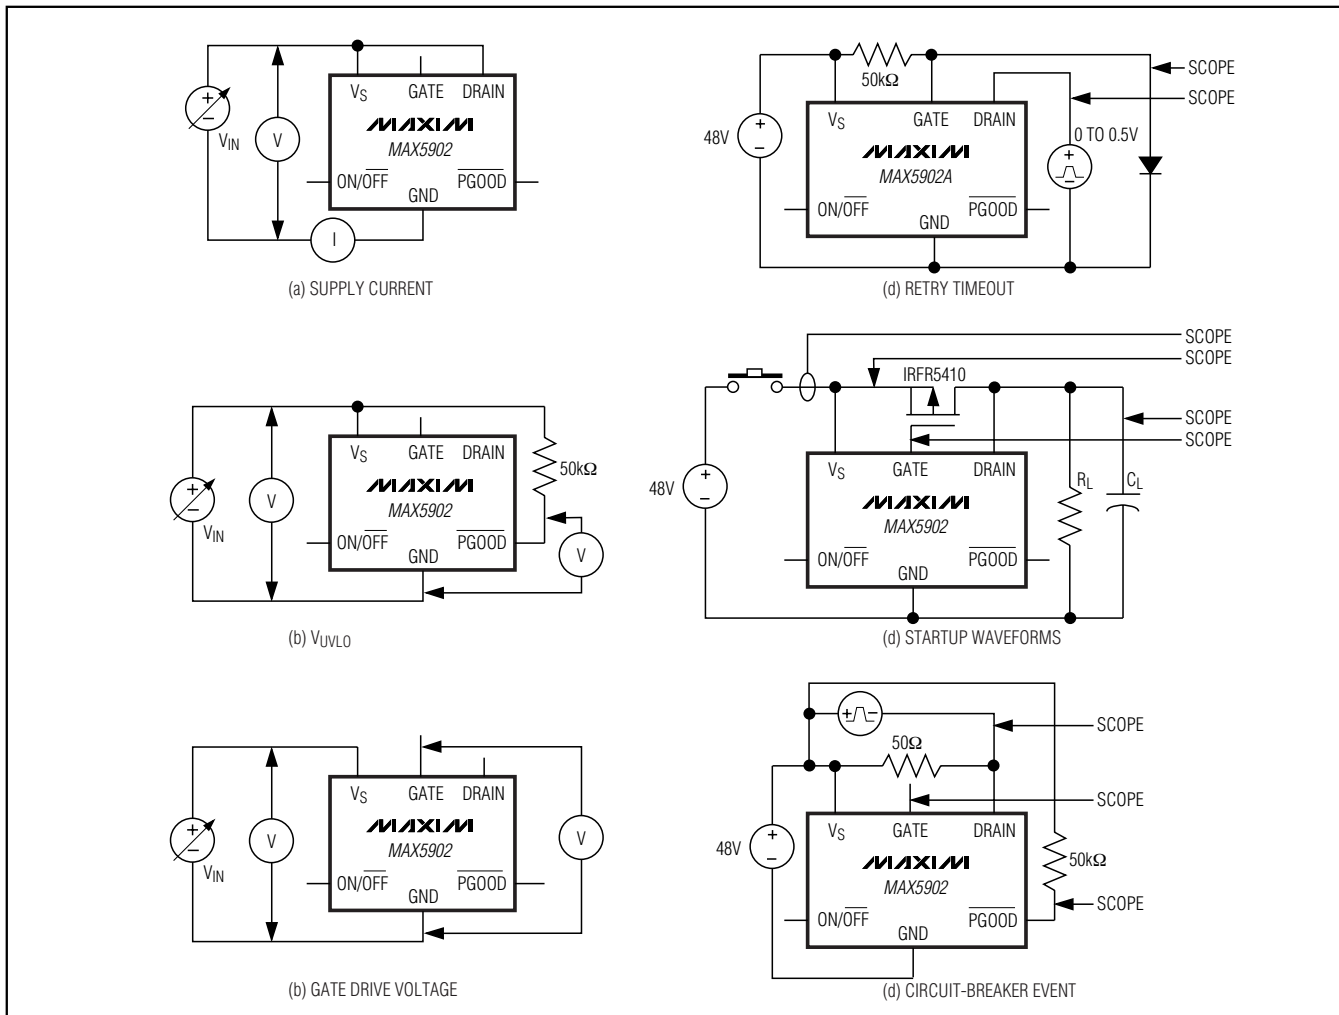 VS GATE DRAIN
VIN
V
MAXIM
MAX5902
ON/OFF
PGOOD
GND
I
(a) SUPPLY CURRENT
VS GATE DRAIN
50kΩ
VIN
V
MAXIM
MAX5902
ON/OFF
PGOOD
GND
V
(b) VUVLO
VS GATE DRAIN
VIN
V
MAXIM
MAX5902
V
ON/OFF
PGOOD
GND
(b) GATE DRIVE VOLTAGE
50kΩ
SCOPE
SCOPE
VS GATE DRAIN
48V
0 TO 0.5V
MAXIM
MAX5902A
ON/OFF
PGOOD
GND
(d) RETRY TIMEOUT
SCOPE
SCOPE
IRFR5410
SCOPE
SCOPE
VS GATE DRAIN
48V
RL
CL
MAXIM
MAX5902
ON/OFF
PGOOD
GND
(d) STARTUP WAVEFORMS
SCOPE
50Ω
SCOPE
VS GATE DRAIN
48V
50kΩ
MAXIM
MAX5902
SCOPE
ON/OFF
PGOOD
GND
(d) CIRCUIT-BREAKER EVENT